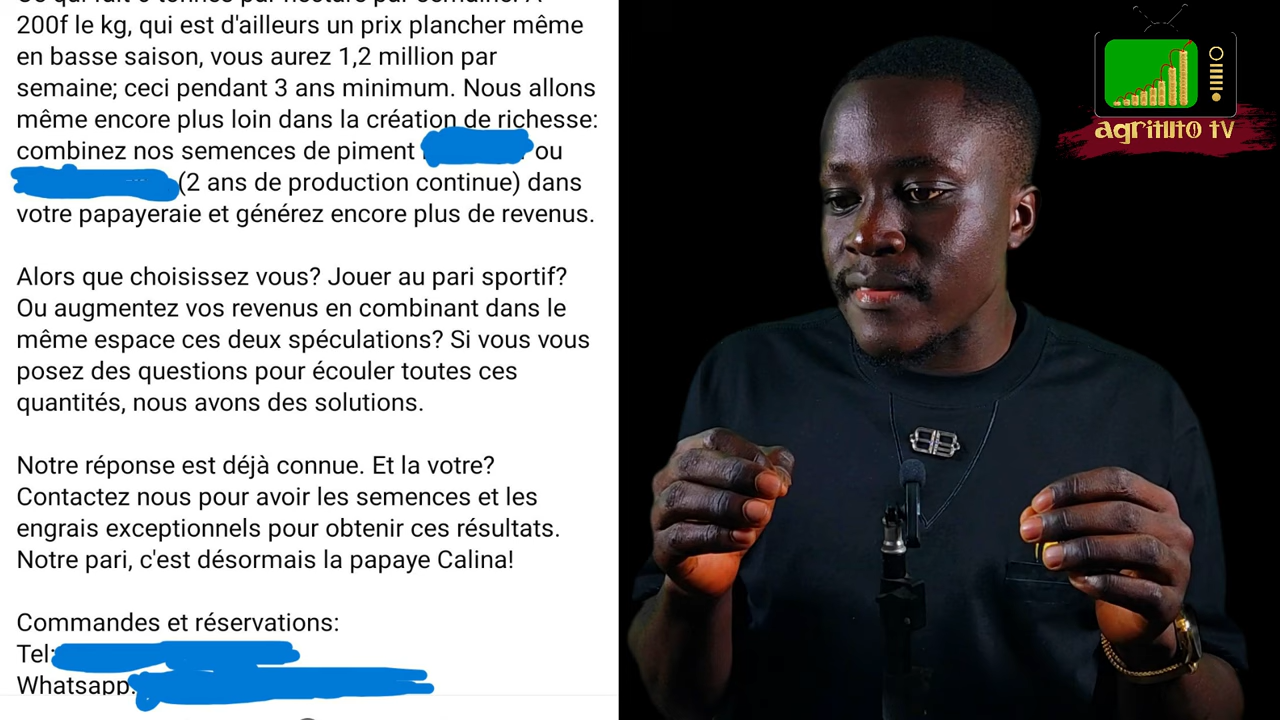 200f le kg, qui est d'ailleurs un prix plancher même
en basse saison, vous aurez 1,2 million par
semaine; ceci pendant 3 ans minimum. Nous allons
même encore plus loin dans la création de richesse:
combinez nos semences de piment ou
(2 ans de production continue) dans
votre papayeraie et générez encore plus de revenus.
Alors que choisissez vous? Jouer au pari sportif?
Ou augmentez vos revenus en combinant dans le
même espace ces deux spéculations? Si vous vous
posez des questions pour écouler toutes ces
quantités, nous avons des solutions.
Notre réponse est déjà connue. Et la votre?
Contactez nous pour avoir les semences et les
engrais exceptionnels pour obtenir ces résultats.
Notre pari, c'est désormais la papaye Calina!
Commandes et réservations:
Tel:
Whatsapp:
agritIIto tv